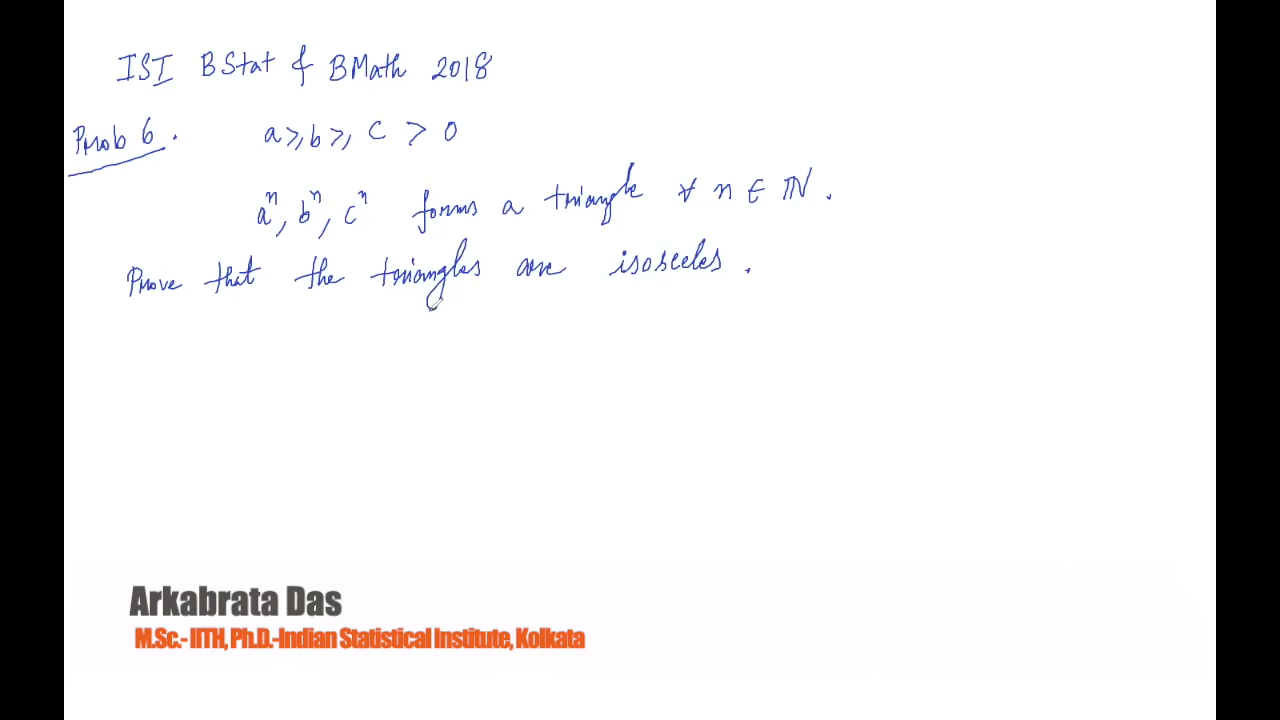 ISI BStat & BMath 2018
Prob 6. a ⩾ b ⩾ c > 0
aⁿ, bⁿ, cⁿ forms a triangle ∀ n ∈ ℕ.
Prove that the triangles are isosceles.
Arkabrata Das
M.Sc.- IITH, Ph.D.-Indian Statistical Institute, Kolkata